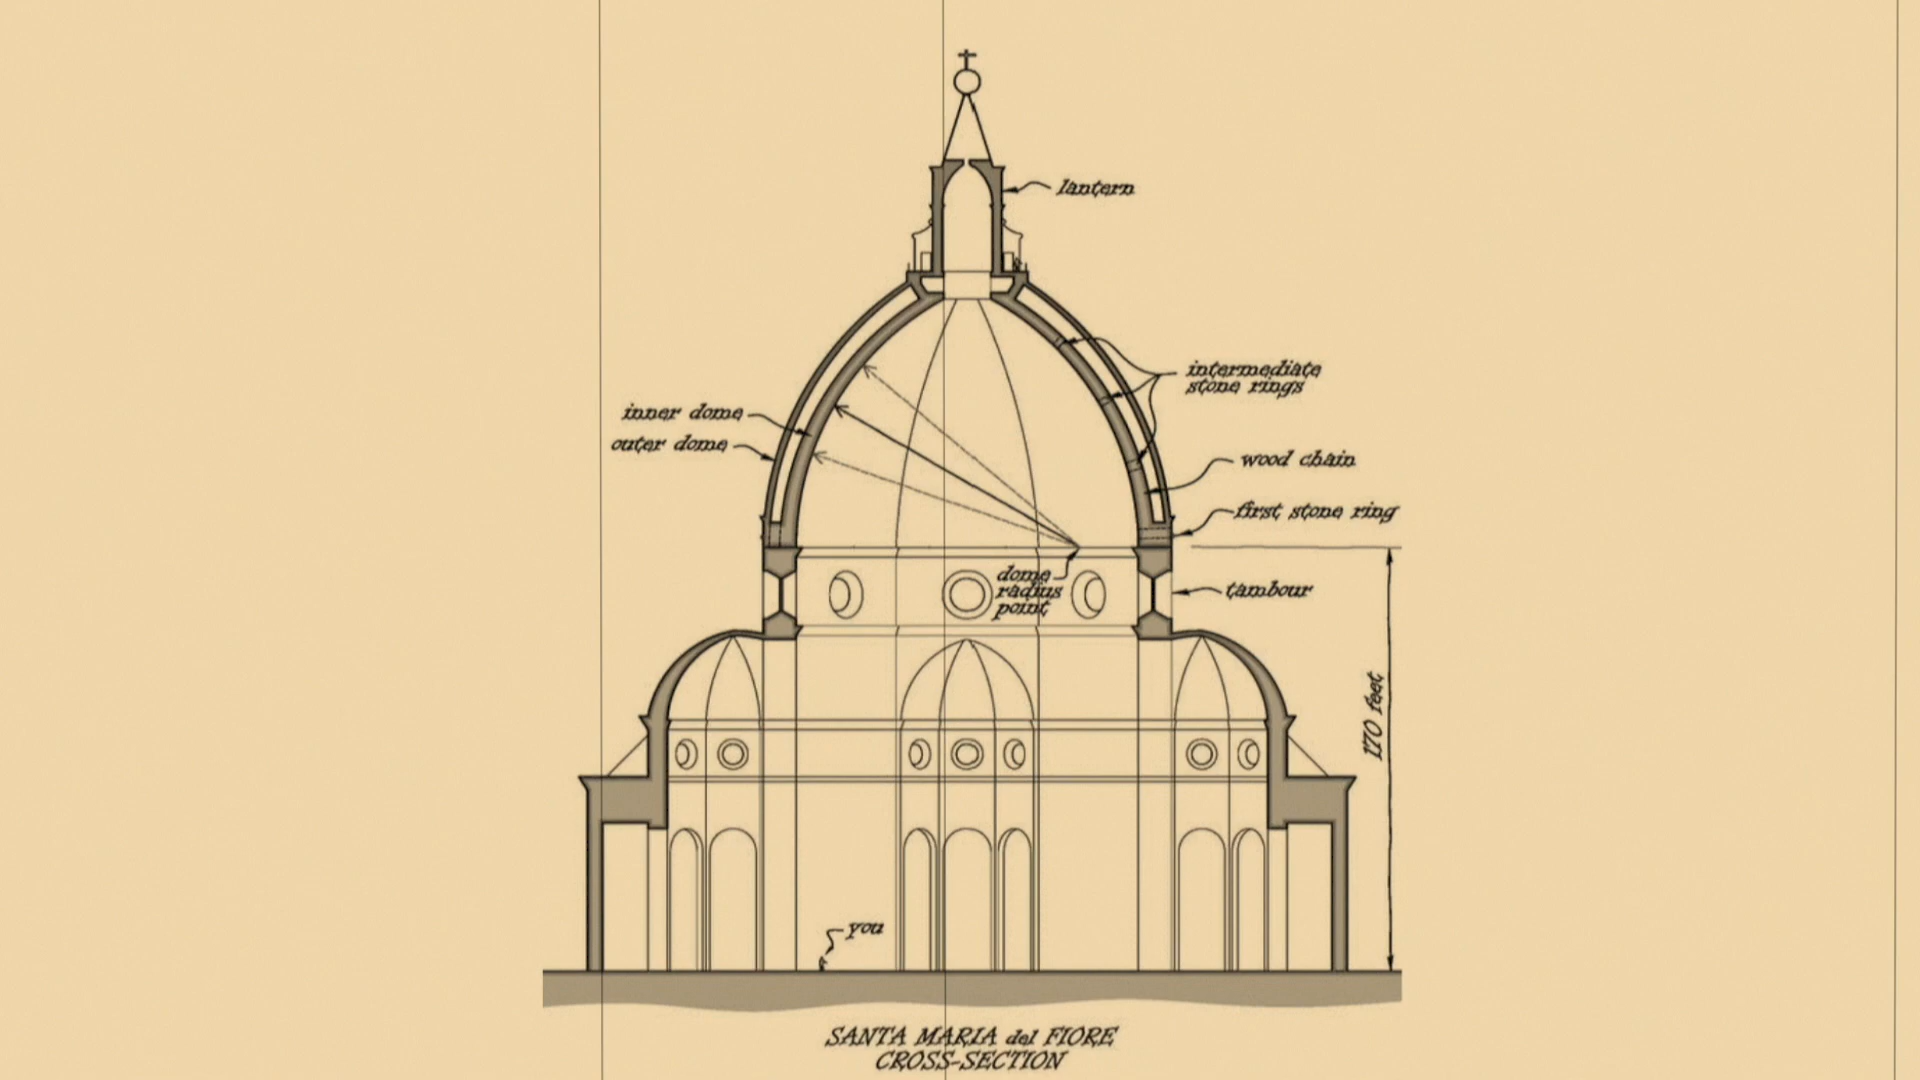 lantern
intermediate
stone rings
inner dome
outer dome
wood chain
first stone ring
dome
radius
point
tambour
170 feet
you
SANTA MARIA del FIORE
CROSS-SECTION